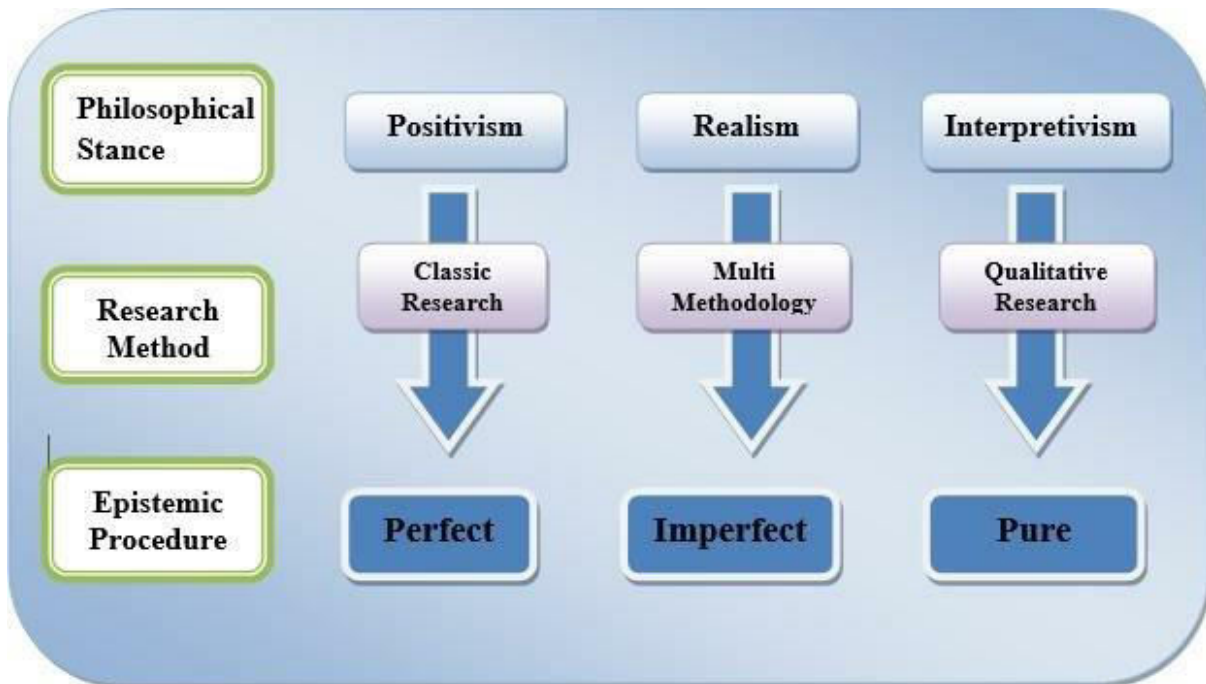 Philosophical
Stance
Positivism
Realism
Interpretivism
Research
Method
Classic
Research
Multi
Methodology
Qualitative
Research
Epistemic
Procedure
Perfect
Imperfect
Pure